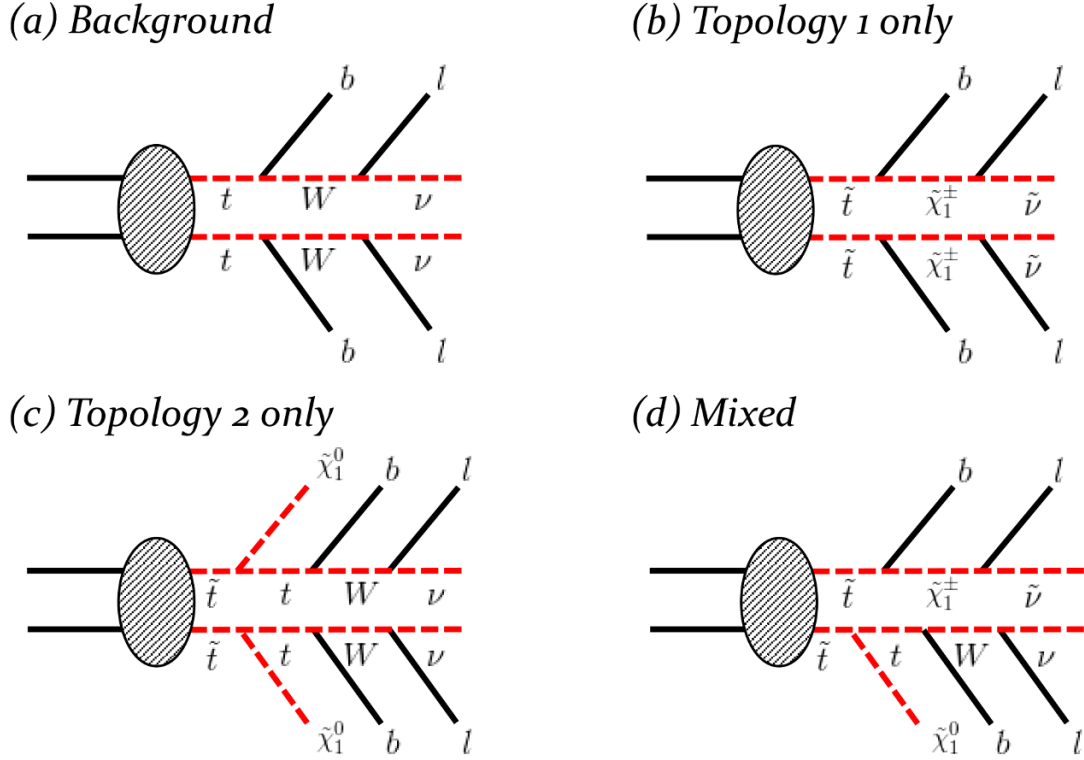 (a) Background
(b) Topology 1 only
b l
b l
t W ν
t̃ χ̃₁± ν̃
t W ν
t̃ χ̃₁± ν̃
b l
b l
(c) Topology 2 only
(d) Mixed
χ̃₁⁰ b l
b l
t̃ t W ν
t̃ χ̃₁± ν̃
t̃ t W ν
t̃ t W ν
χ̃₁⁰ b l
χ̃₁⁰ b l